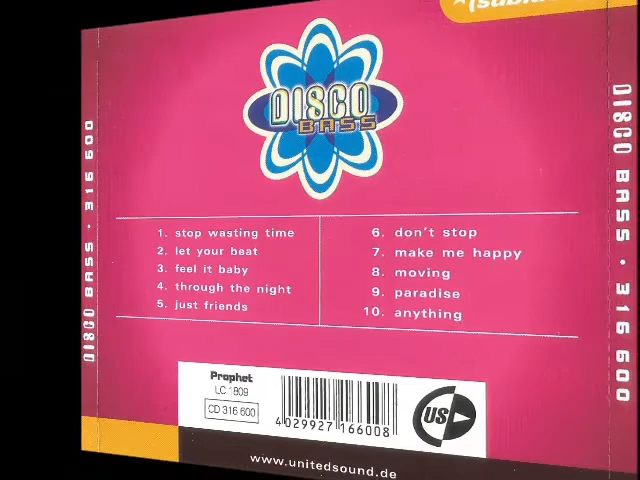 DISCO
BASS
DISCO BASS · 316 600
DISCO BASS · 316 600
1. stop wasting time
2. let your beat
3. feel it baby
4. through the night
5. just friends
6. don't stop
7. make me happy
8. moving
9. paradise
10. anything
Prophet
LC 1809
CD 316 600
4 029927 166008
US
www.unitedsound.de